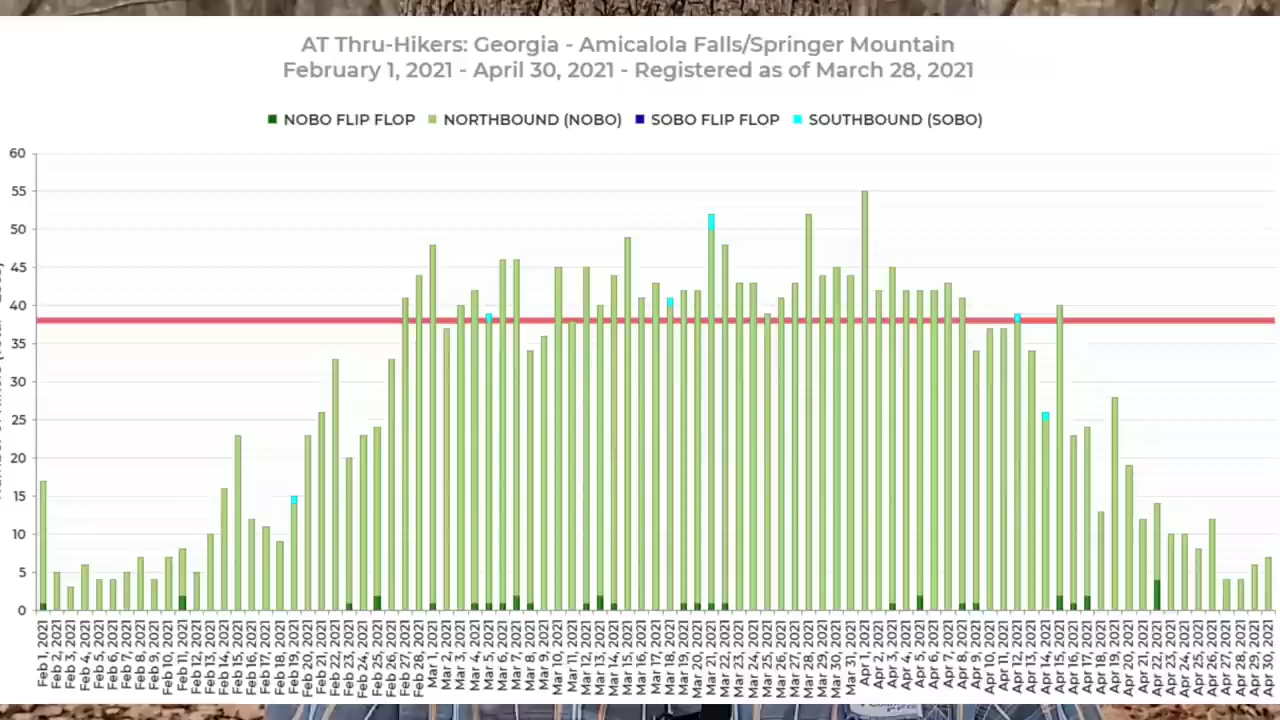 AT Thru-Hikers: Georgia - Amicalola Falls/Springer Mountain
February 1, 2021 - April 30, 2021 - Registered as of March 28, 2021
NOBO FLIP FLOP NORTHBOUND (NOBO) SOBO FLIP FLOP SOUTHBOUND (SOBO)
60
55
50
45
40
35
30
25
20
15
10
5
0
Feb 1, 2021
Feb 2, 2021
Feb 3, 2021
Feb 4, 2021
Feb 5, 2021
Feb 6, 2021
Feb 7, 2021
Feb 8, 2021
Feb 9, 2021
Feb 10, 2021
Feb 11, 2021
Feb 12, 2021
Feb 13, 2021
Feb 14, 2021
Feb 15, 2021
Feb 16, 2021
Feb 17, 2021
Feb 18, 2021
Feb 19, 2021
Feb 20, 2021
Feb 21, 2021
Feb 22, 2021
Feb 23, 2021
Feb 24, 2021
Feb 25, 2021
Feb 26, 2021
Feb 27, 2021
Feb 28, 2021
Mar 1, 2021
Mar 2, 2021
Mar 3, 2021
Mar 4, 2021
Mar 5, 2021
Mar 6, 2021
Mar 7, 2021
Mar 8, 2021
Mar 9, 2021
Mar 10, 2021
Mar 11, 2021
Mar 12, 2021
Mar 13, 2021
Mar 14, 2021
Mar 15, 2021
Mar 16, 2021
Mar 17, 2021
Mar 18, 2021
Mar 19, 2021
Mar 20, 2021
Mar 21, 2021
Mar 22, 2021
Mar 23, 2021
Mar 24, 2021
Mar 25, 2021
Mar 26, 2021
Mar 27, 2021
Mar 28, 2021
Mar 29, 2021
Mar 30, 2021
Mar 31, 2021
Apr 1, 2021
Apr 2, 2021
Apr 3, 2021
Apr 4, 2021
Apr 5, 2021
Apr 6, 2021
Apr 7, 2021
Apr 8, 2021
Apr 9, 2021
Apr 10, 2021
Apr 11, 2021
Apr 12, 2021
Apr 13, 2021
Apr 14, 2021
Apr 15, 2021
Apr 16, 2021
Apr 17, 2021
Apr 18, 2021
Apr 19, 2021
Apr 20, 2021
Apr 21, 2021
Apr 22, 2021
Apr 23, 2021
Apr 24, 2021
Apr 25, 2021
Apr 26, 2021
Apr 27, 2021
Apr 28, 2021
Apr 29, 2021
Apr 30, 2021